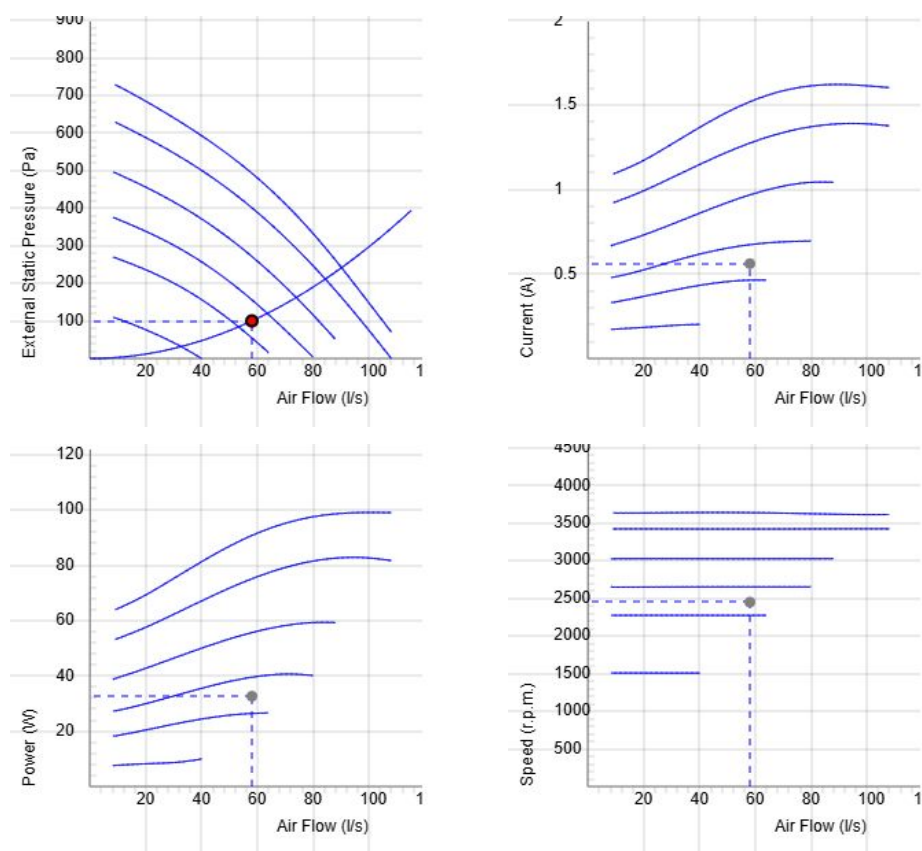 900
800
700
600
500
400
300
200
100
External Static Pressure (Pa)
20 40 60 80 100 1
Air Flow (l/s)
2
1.5
1
0.5
Current (A)
20 40 60 80 100 1
Air Flow (l/s)
120
100
80
60
40
20
Power (W)
20 40 60 80 100 1
Air Flow (l/s)
4500
4000
3500
3000
2500
2000
1500
1000
500
Speed (r.p.m.)
20 40 60 80 100 1
Air Flow (l/s)